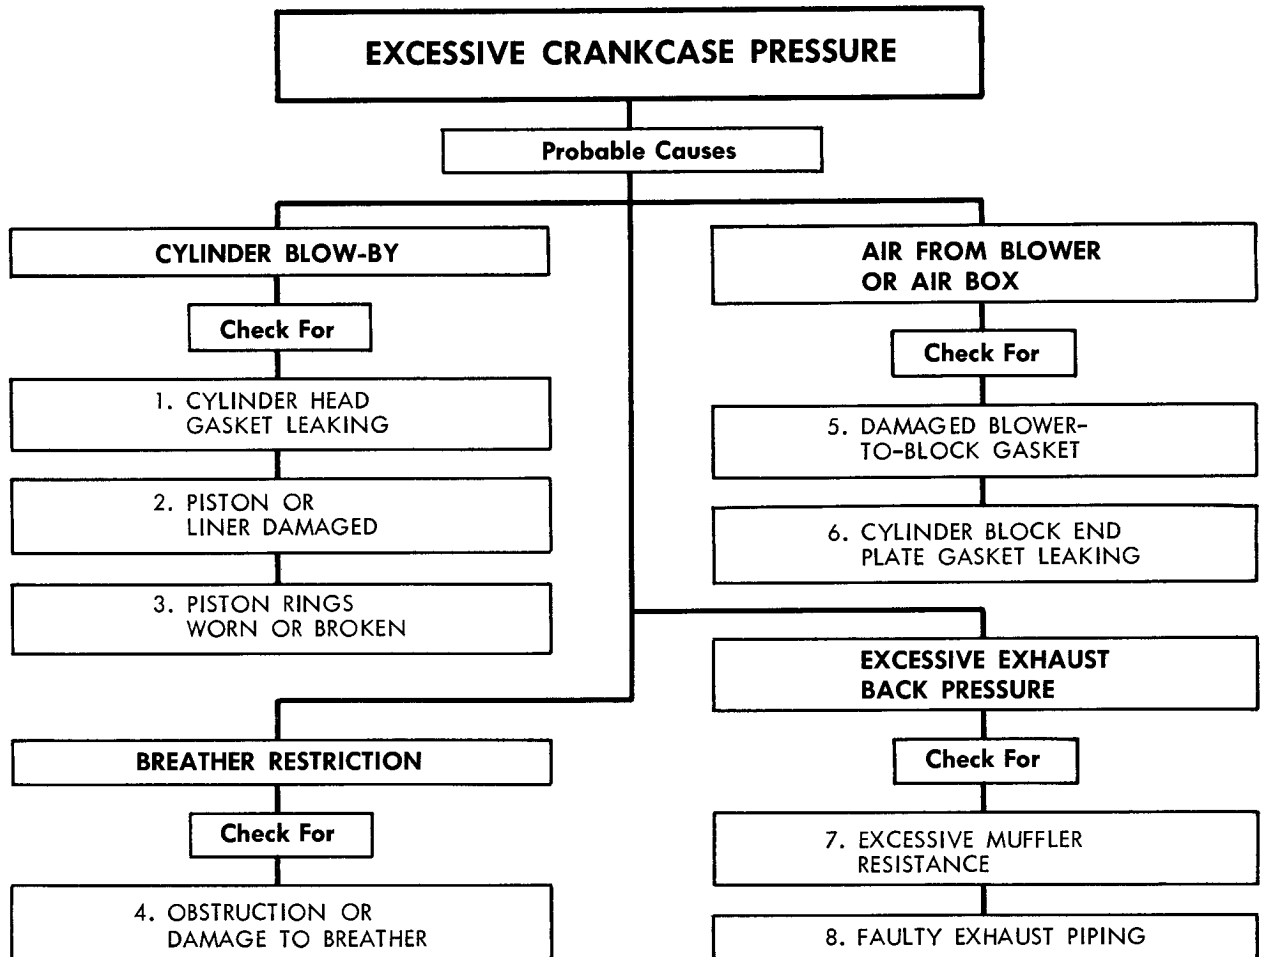 EXCESSIVE CRANKCASE PRESSURE
Probable Causes
CYLINDER BLOW-BY
Check For
1. CYLINDER HEAD
GASKET LEAKING
2. PISTON OR
LINER DAMAGED
3. PISTON RINGS
WORN OR BROKEN
BREATHER RESTRICTION
Check For
4. OBSTRUCTION OR
DAMAGE TO BREATHER
AIR FROM BLOWER
OR AIR BOX
Check For
5. DAMAGED BLOWER-
TO-BLOCK GASKET
6. CYLINDER BLOCK END
PLATE GASKET LEAKING
EXCESSIVE EXHAUST
BACK PRESSURE
Check For
7. EXCESSIVE MUFFLER
RESISTANCE
8. FAULTY EXHAUST PIPING